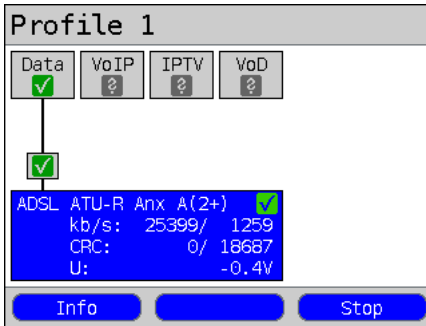 Profile 1
Data VoIP IPTV VoD
ADSL ATU-R Anx A(2+)
kb/s: 25399/ 1259
CRC: 0/ 18687
U: -0.4V
Info Stop